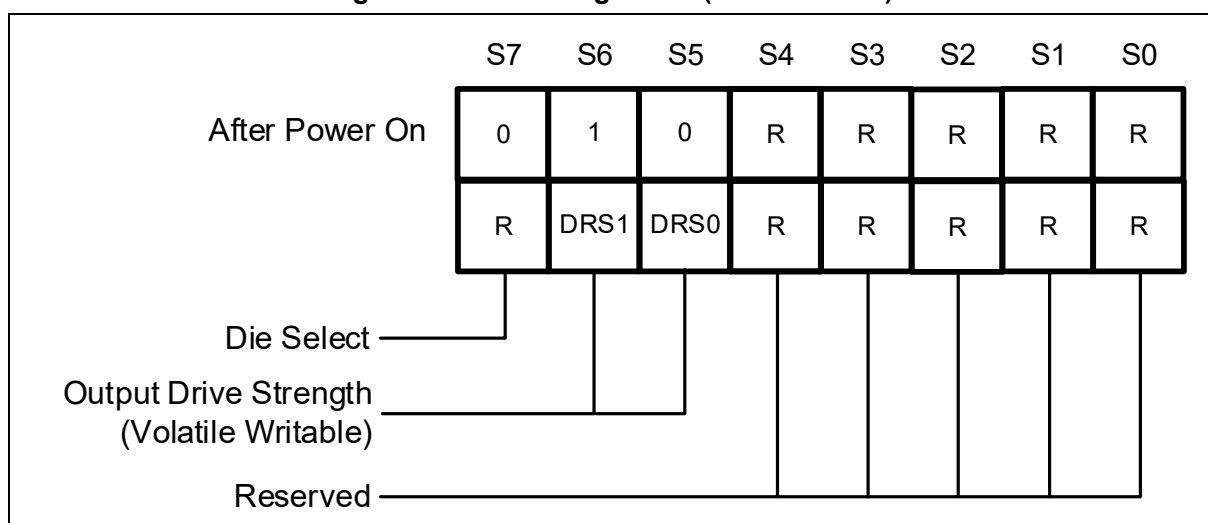 S7 S6 S5 S4 S3 S2 S1 S0
After Power On 0 1 0 R R R R R
R DRS1 DRS0 R R R R R
Die Select
Output Drive Strength
(Volatile Writable)
Reserved